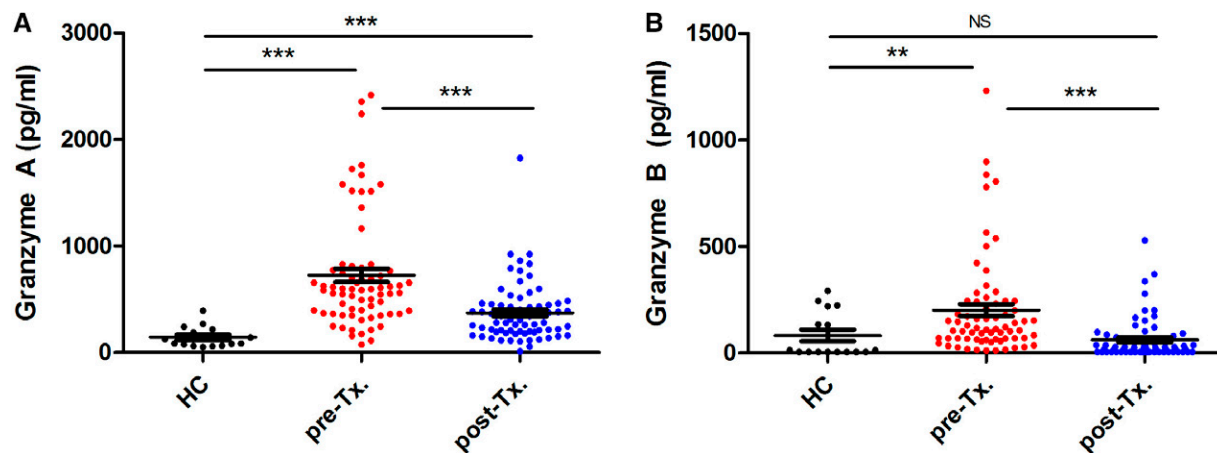 A
Granzyme A (pg/ml)
3000
2000
1000
0
***
***
***
HC
pre-Tx.
post-Tx.
B
Granzyme B (pg/ml)
1500
1000
500
0
NS
**
***
HC
pre-Tx.
post-Tx.